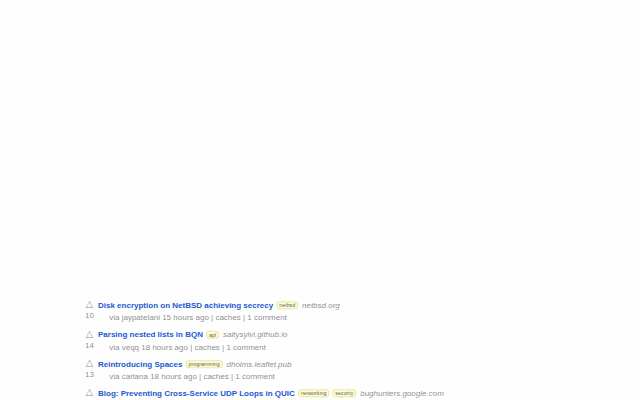 Disk encryption on NetBSD achieving secrecy netbsd netbsd.org
10 via jaypatelani 15 hours ago | caches | 1 comment
Parsing nested lists in BQN apl saltysylvi.github.io
14 via veqq 18 hours ago | caches | 1 comment
Reintroducing Spaces programming dholms.leaflet.pub
13 via carlana 18 hours ago | caches | 1 comment
Blog: Preventing Cross-Service UDP Loops in QUIC networking security bughunters.google.com